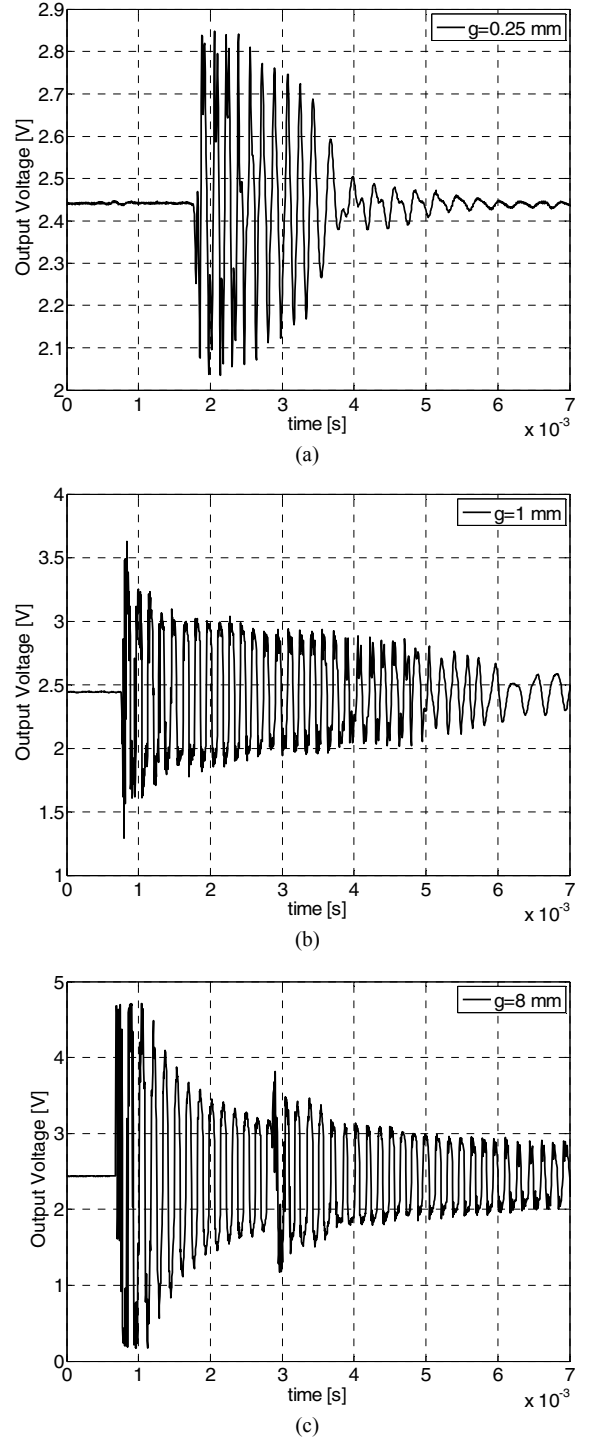 g=0.25 mm
2.9
2.8
2.7
2.6
2.5
2.4
2.3
2.2
2.1
2
Output Voltage [V]
0 1 2 3 4 5 6 7
time [s]
x 10-3
(a)
g=1 mm
4
3.5
3
2.5
2
1.5
1
Output Voltage [V]
0 1 2 3 4 5 6 7
time [s]
x 10-3
(b)
g=8 mm
5
4
3
2
1
0
Output Voltage [V]
0 1 2 3 4 5 6 7
time [s]
x 10-3
(c)